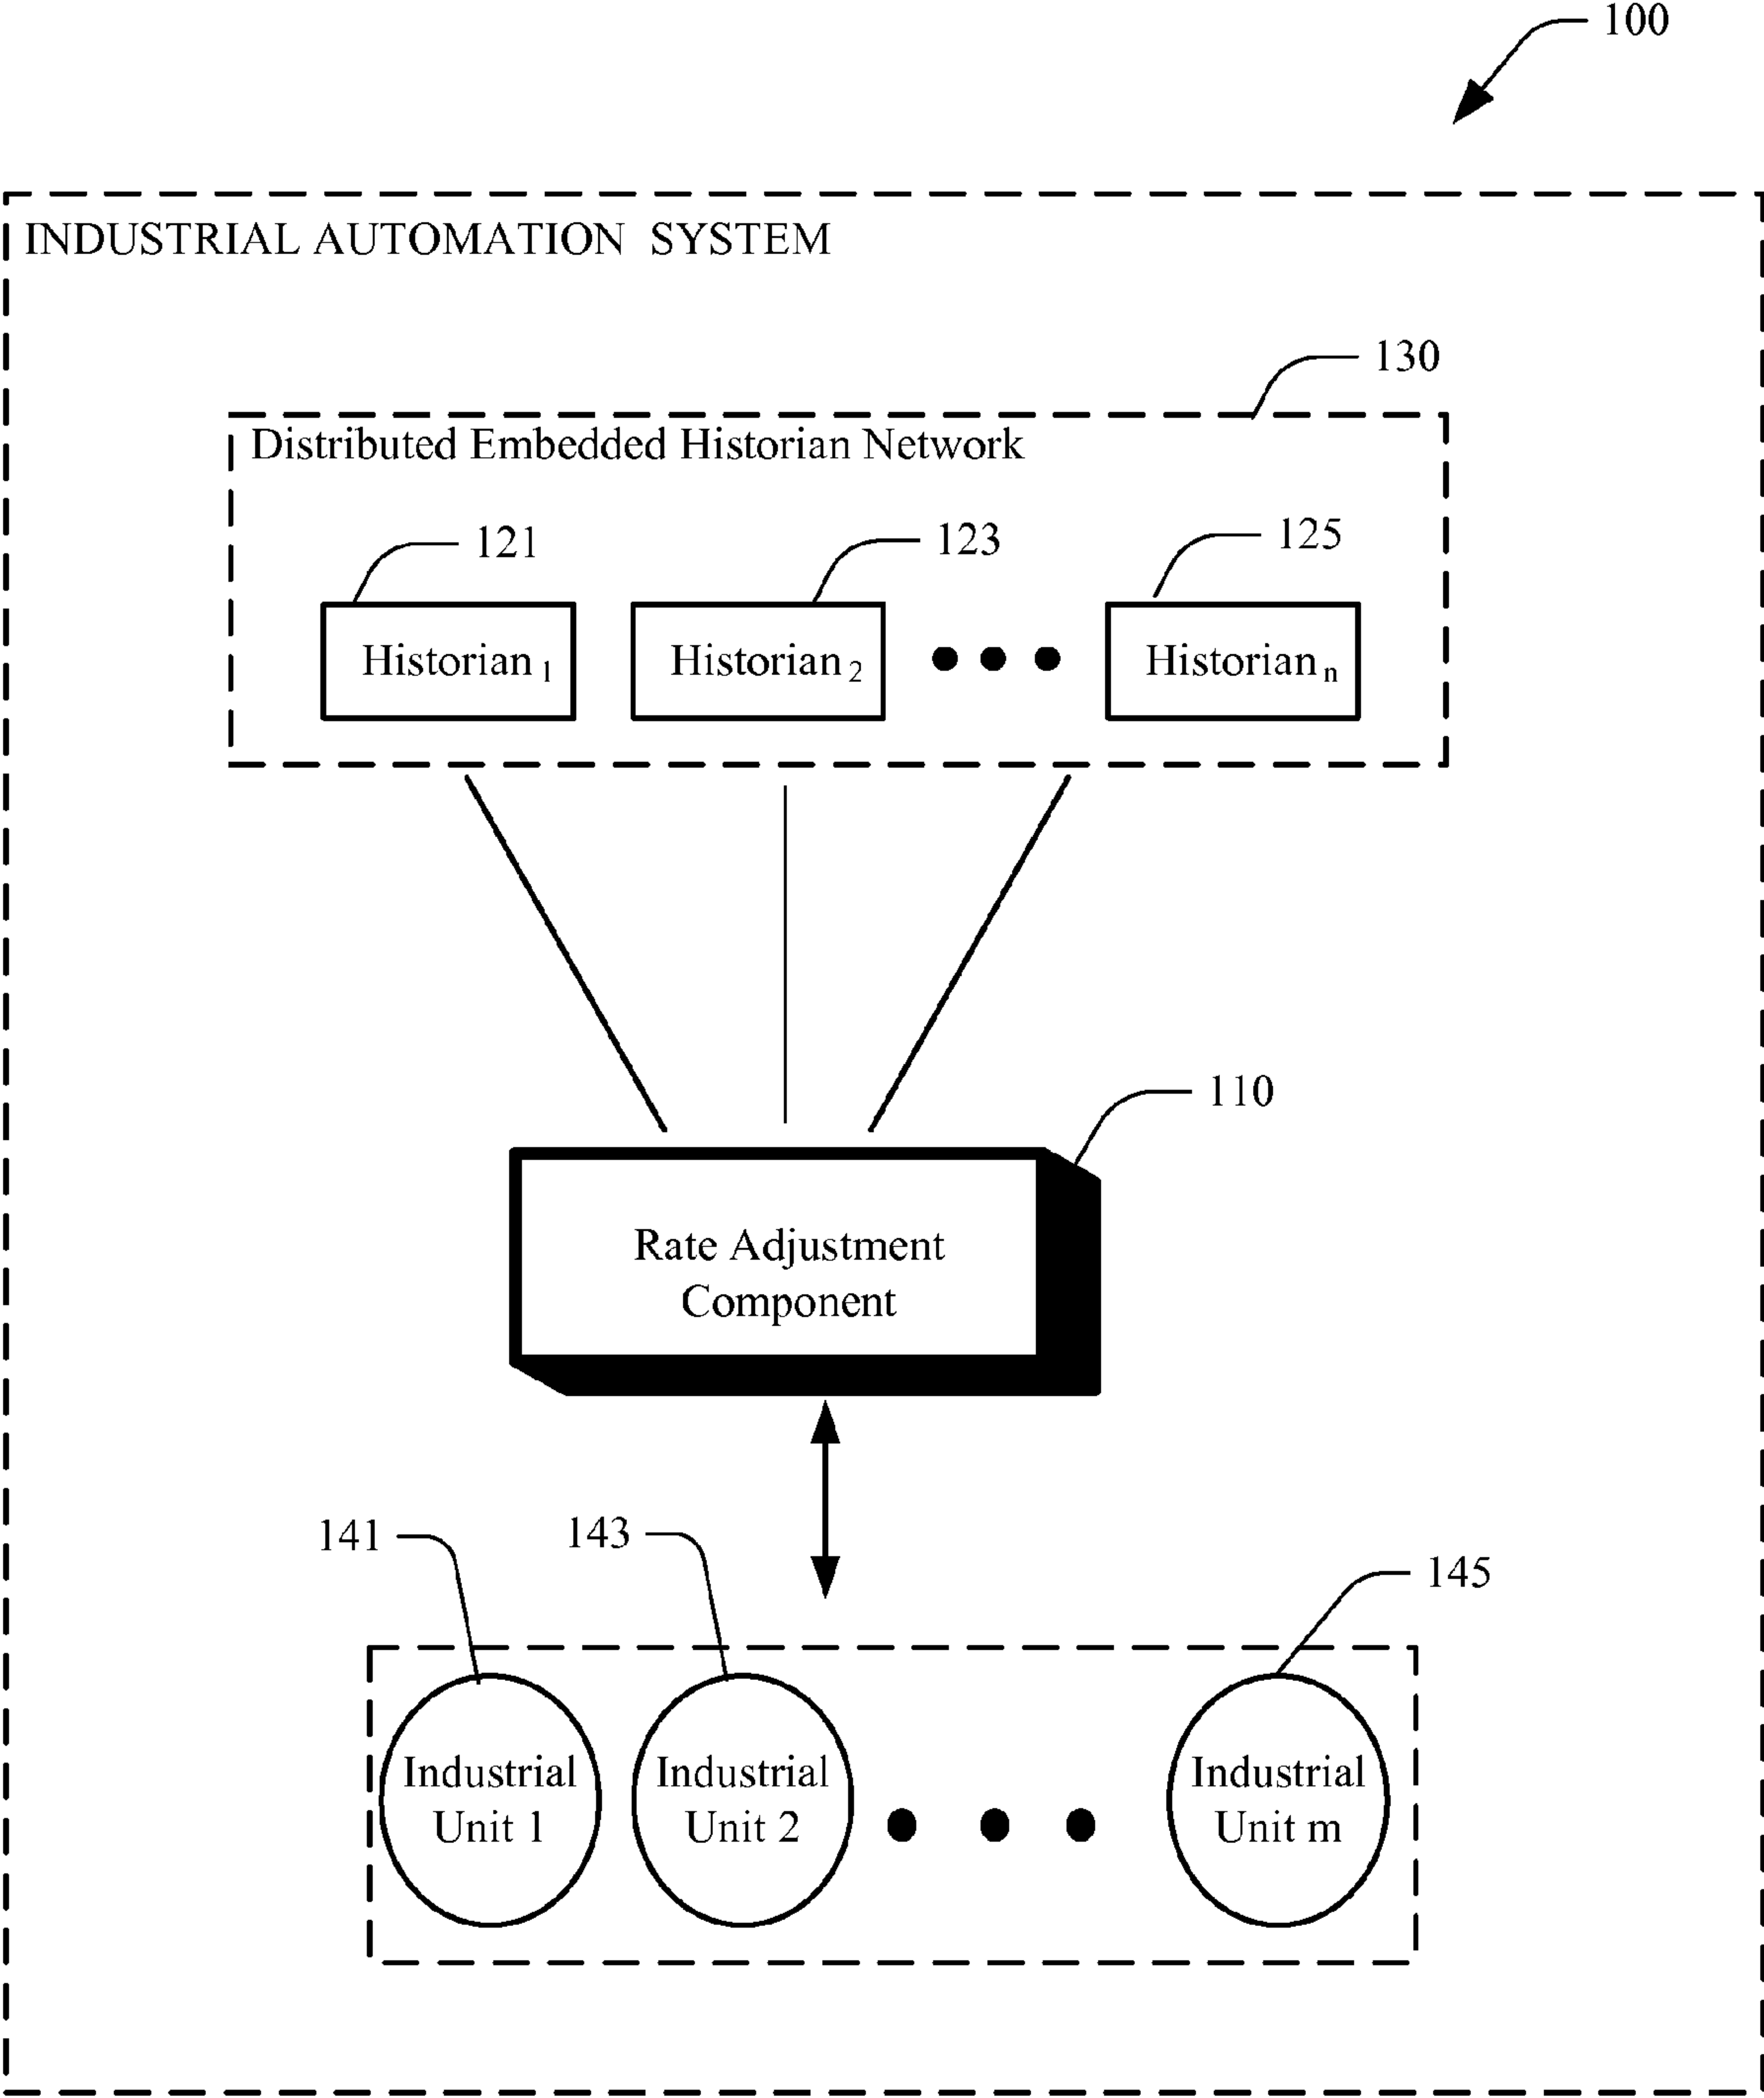 100
INDUSTRIAL AUTOMATION SYSTEM
130
Distributed Embedded Historian Network
121
123
125
Historian 1
Historian 2
Historian n
110
Rate Adjustment
Component
141
143
145
Industrial
Unit 1
Industrial
Unit 2
Industrial
Unit m